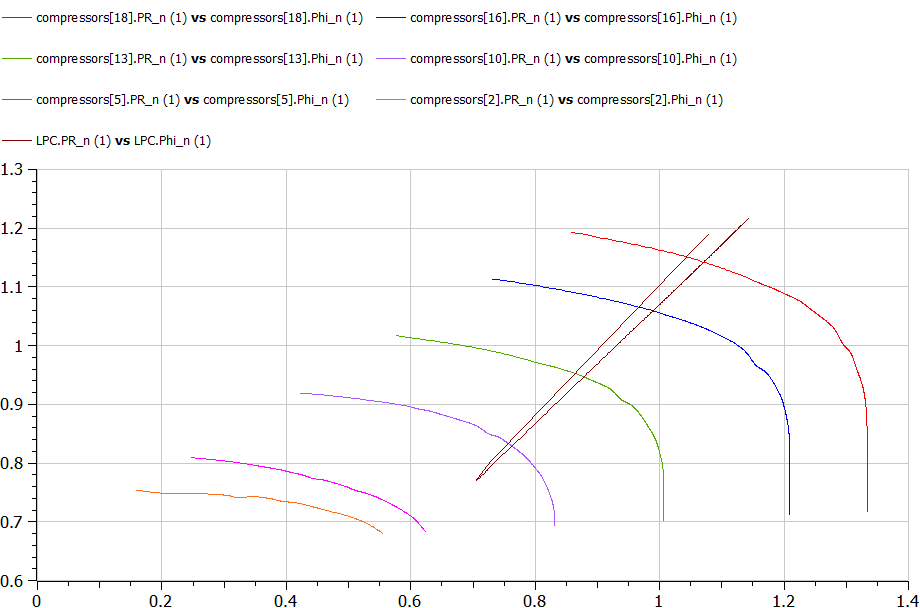 compressors[18].PR_n (1) vs compressors[18].Phi_n (1) compressors[16].PR_n (1) vs compressors[16].Phi_n (1)
compressors[13].PR_n (1) vs compressors[13].Phi_n (1) compressors[10].PR_n (1) vs compressors[10].Phi_n (1)
compressors[5].PR_n (1) vs compressors[5].Phi_n (1) compressors[2].PR_n (1) vs compressors[2].Phi_n (1)
LPC.PR_n (1) vs LPC.Phi_n (1)
1.3
1.2
1.1
1
0.9
0.8
0.7
0.6
0 0.2 0.4 0.6 0.8 1 1.2 1.4